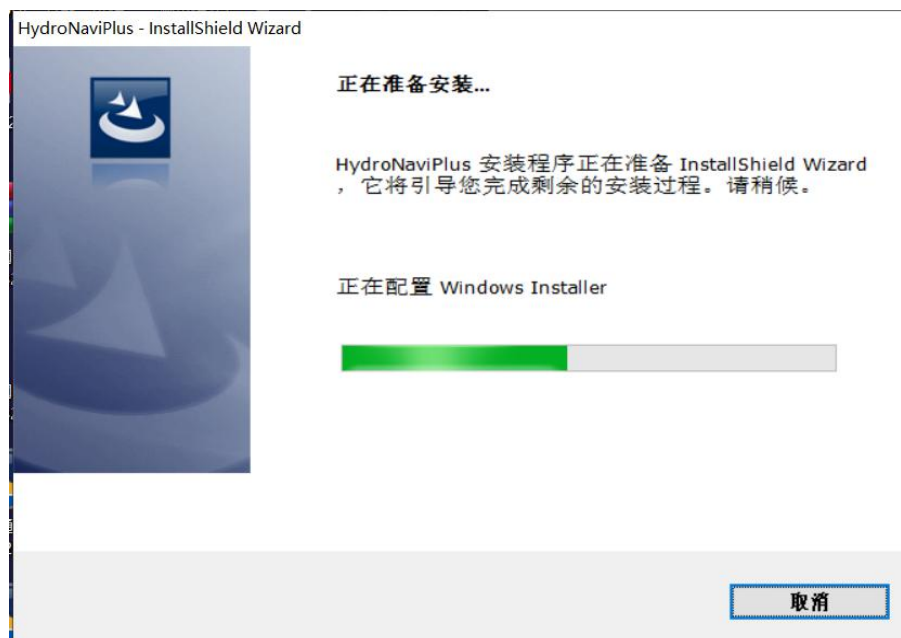 HydroNaviPlus - InstallShield Wizard
正在准备安装...
HydroNaviPlus 安装程序正在准备 InstallShield Wizard
，它将引导您完成剩余的安装过程。请稍候。
正在配置 Windows Installer
取消